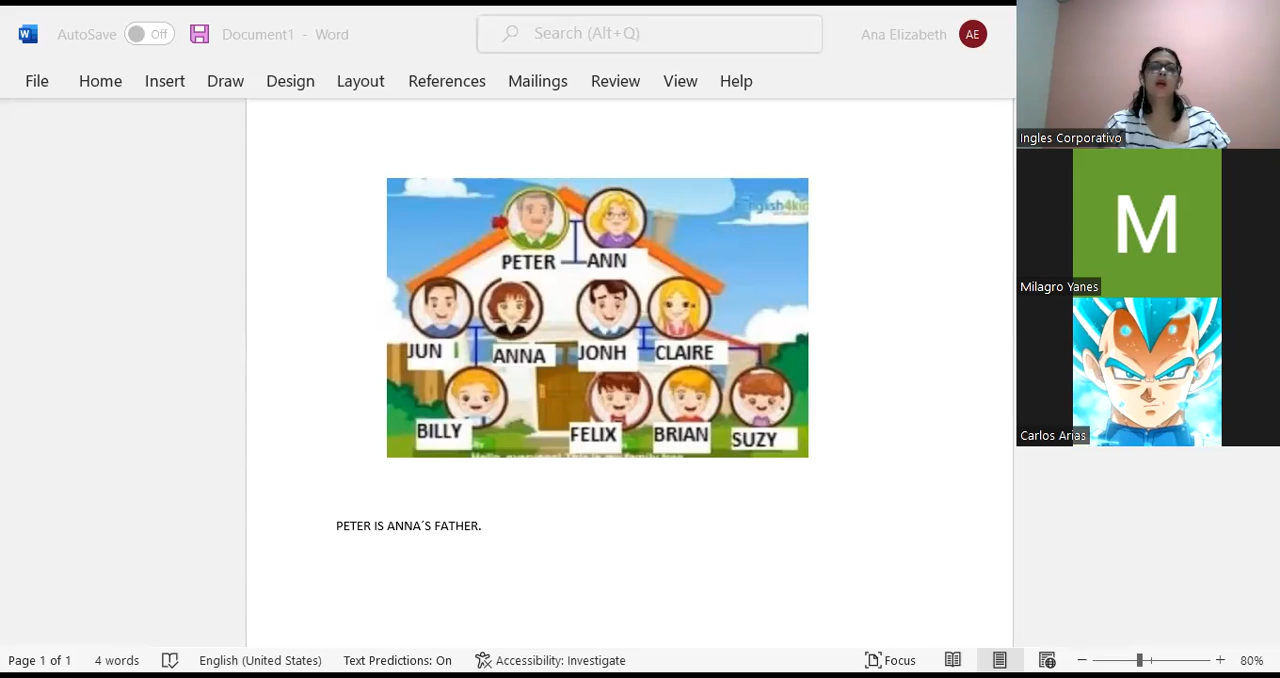 AutoSave Off Document1 - Word Search (Alt+Q) Ana Elizabeth AE
File Home Insert Draw Design Layout References Mailings Review View Help
Ingles Corporativo
PETER ANN
JUN ANNA JONH CLAIRE
BILLY FELIX BRIAN SUZY
M
Milagro Yanes
Carlos Arias
PETER IS ANNA´S FATHER.
Page 1 of 1 4 words English (United States) Text Predictions: On Accessibility: Investigate Focus 80%